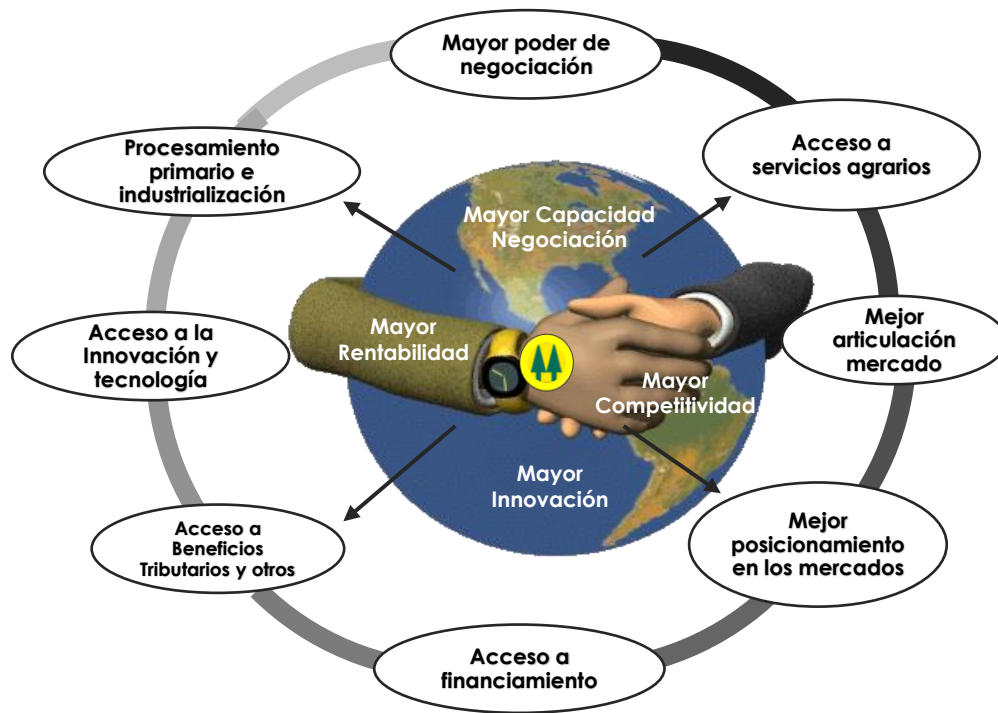 Mayor poder de
negociación
Acceso a
servicios agrarios
Mejor
articulación
mercado
Mejor
posicionamiento
en los mercados
Acceso a
financiamiento
Acceso a
Beneficios
Tributarios y otros
Acceso a la
Innovación y
tecnología
Procesamiento
primario e
industrialización
Mayor Capacidad
Negociación
Mayor
Rentabilidad
Mayor
Competitividad
Mayor
Innovación